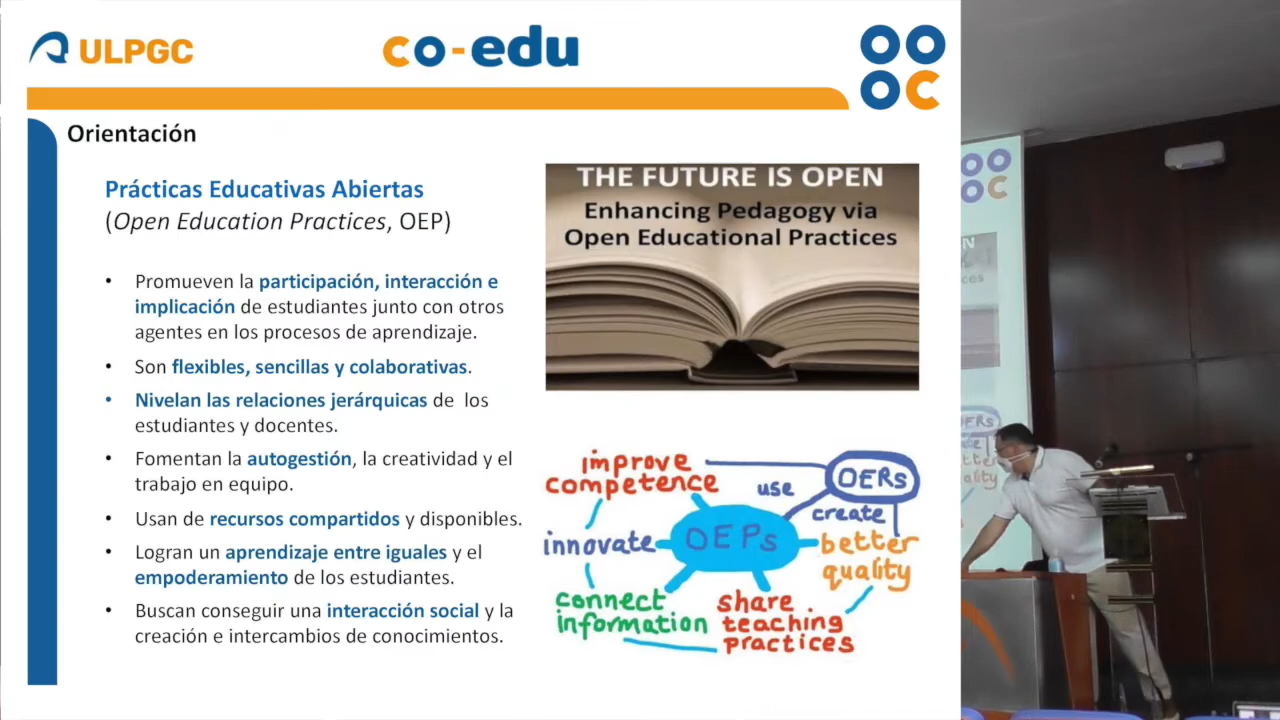 ULPGC
co-edu
Orientación
Prácticas Educativas Abiertas
(Open Education Practices, OEP)
• Promueven la participación, interacción e
implicación de estudiantes junto con otros
agentes en los procesos de aprendizaje.
• Son flexibles, sencillas y colaborativas.
• Nivelan las relaciones jerárquicas de los
estudiantes y docentes.
• Fomentan la autogestión, la creatividad y el
trabajo en equipo.
• Usan de recursos compartidos y disponibles.
• Logran un aprendizaje entre iguales y el
empoderamiento de los estudiantes.
• Buscan conseguir una interacción social y la
creación e intercambios de conocimientos.
THE FUTURE IS OPEN
Enhancing Pedagogy via
Open Educational Practices
improve
competence
use
OERs
create
innovate
OEPs
better
quality
connect
information
share
teaching
practices
OO
OC